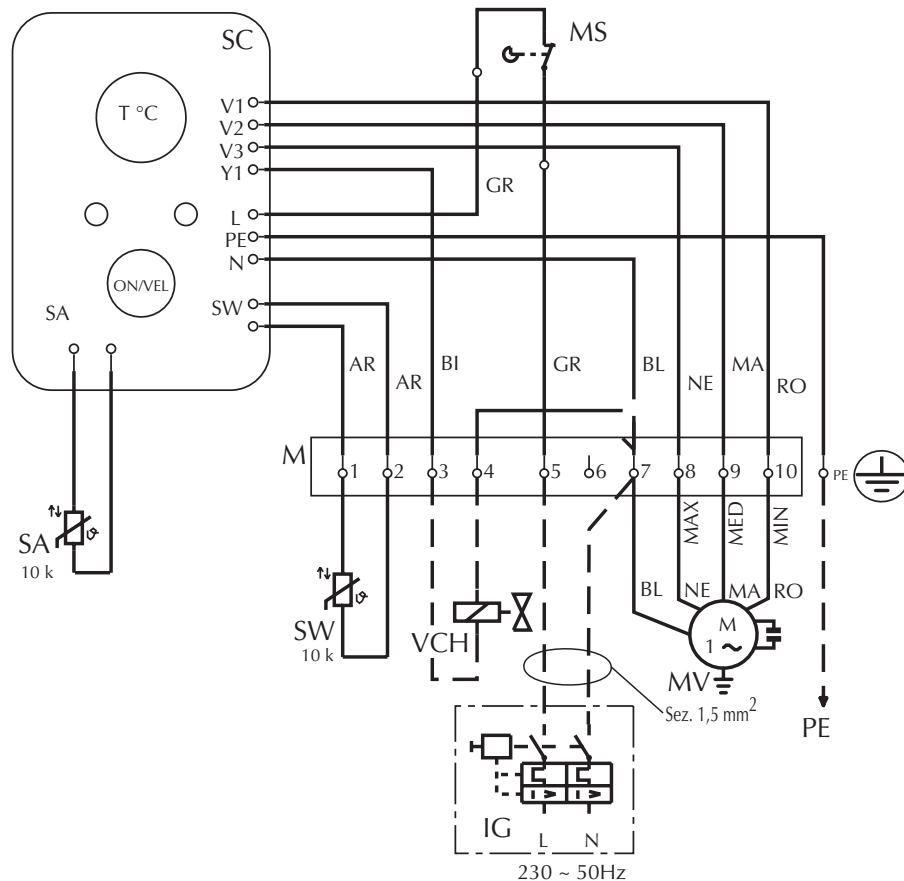 SC
MS
T °C
V1
V2
V3
Y1
GR
L
PE
N
ON/VEL
SW
SA
AR
AR
BI
GR
BL
NE
MA
RO
M
1
2
3
4
5
6
7
8
9
10
PE
MAX
MED
MIN
SA
10 k
SW
10 k
VCH
BL
NE
MA
RO
M
1 ~
MV
Sez. 1,5 mm²
PE
IG
L
N
230 ~ 50Hz